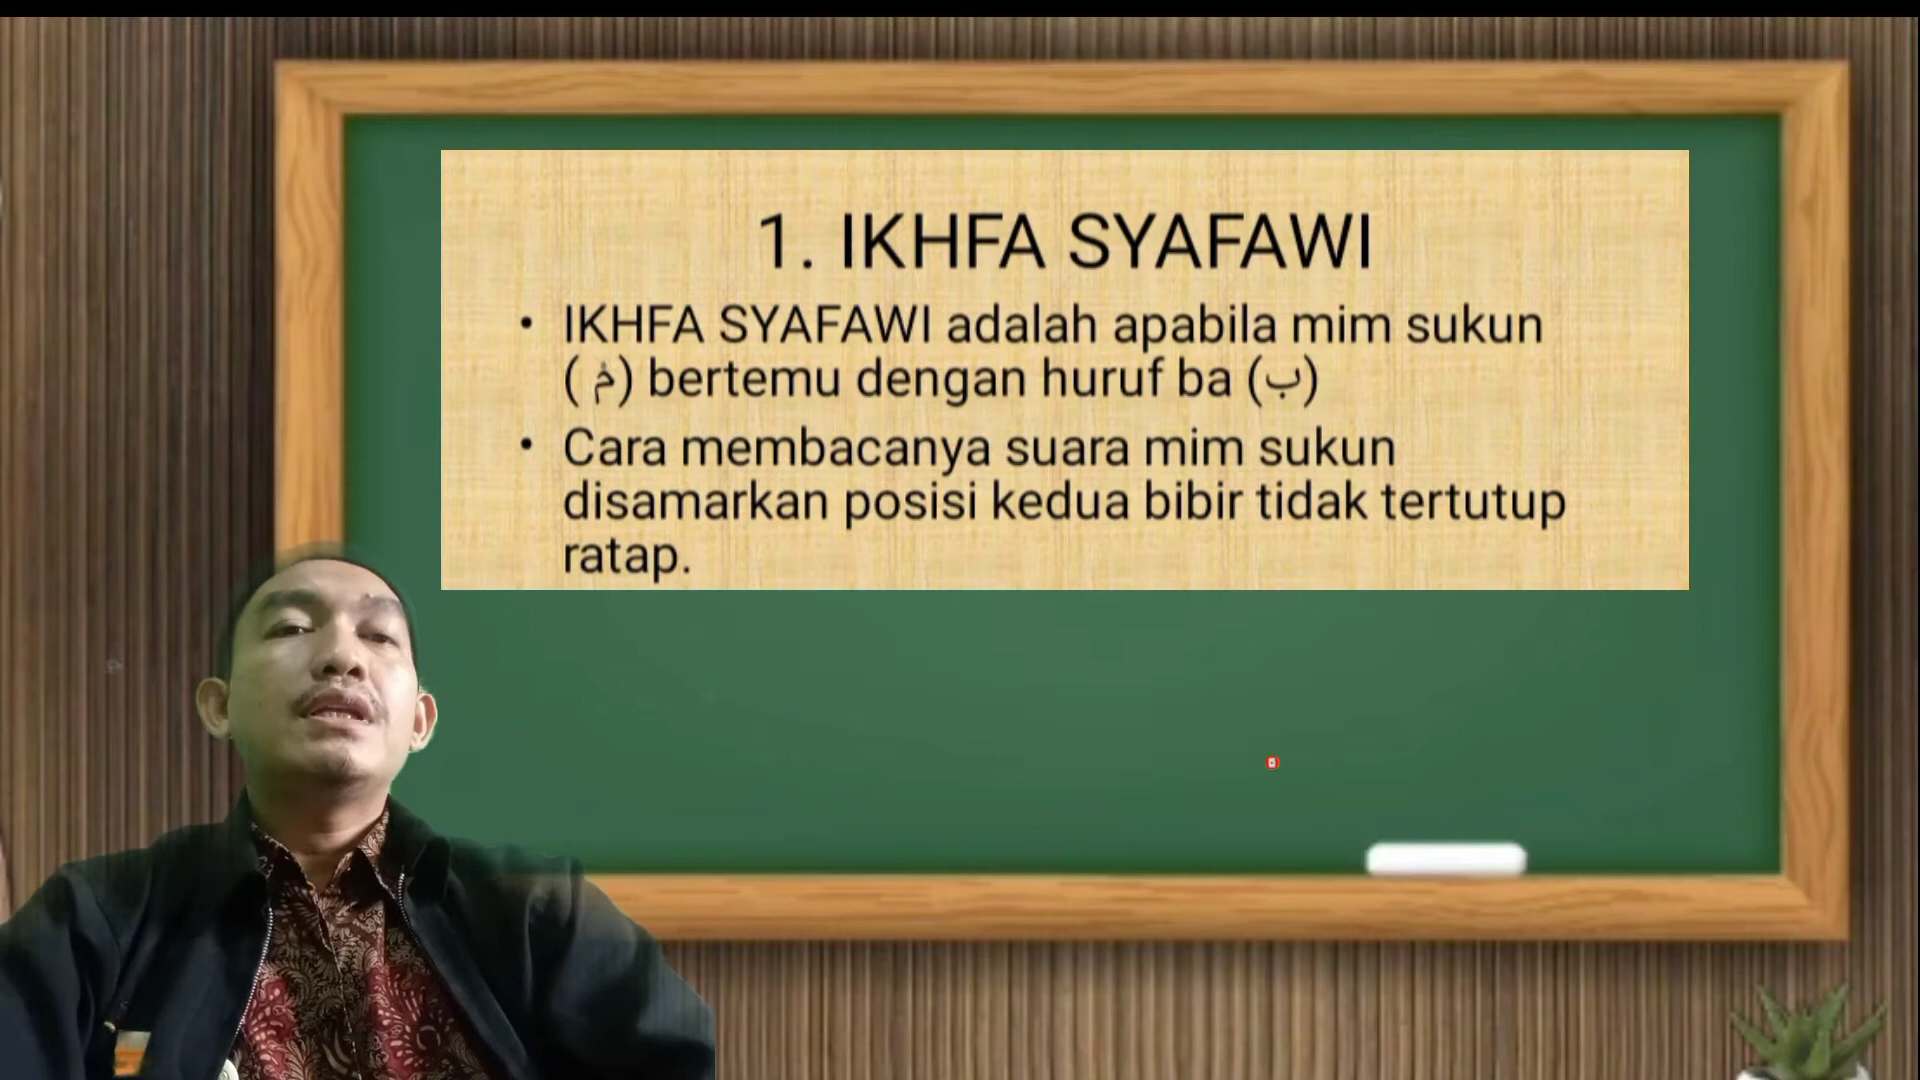 1. IKHFA SYAFAWI
• IKHFA SYAFAWI adalah apabila mim sukun
( مْ) bertemu dengan huruf ba (ب)
• Cara membacanya suara mim sukun
disamarkan posisi kedua bibir tidak tertutup
ratap.